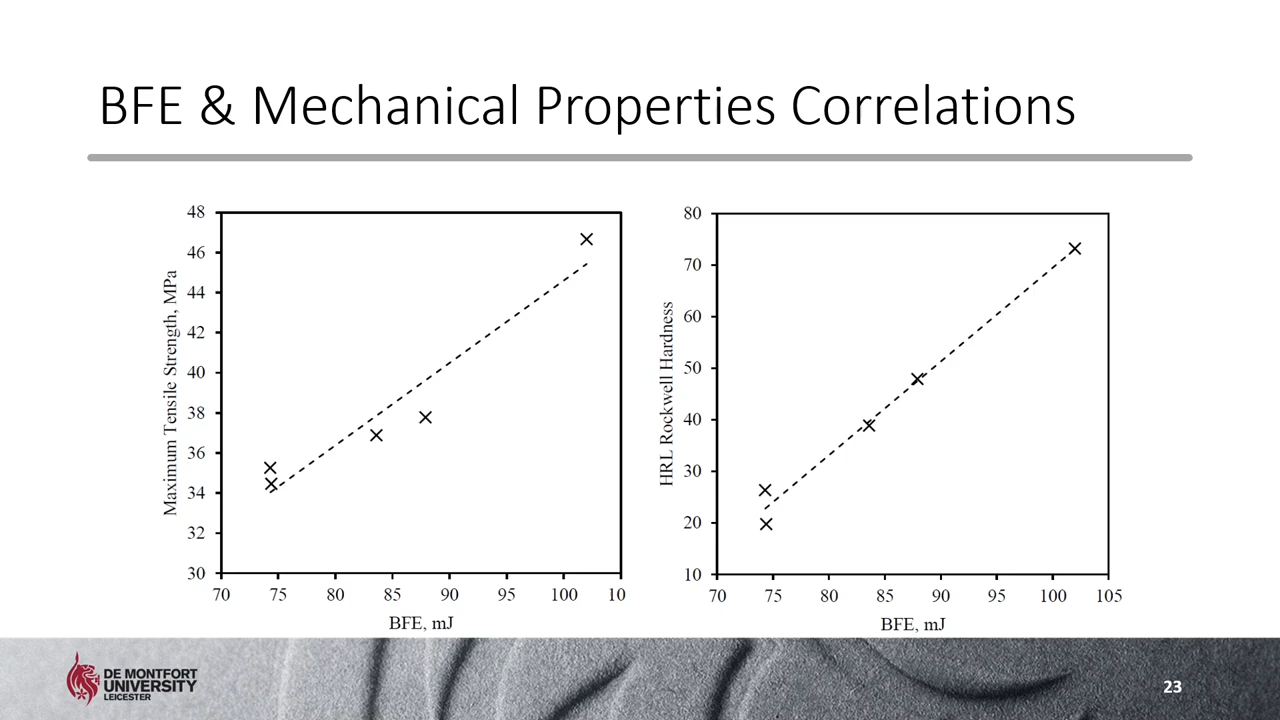 BFE & Mechanical Properties Correlations
Maximum Tensile Strength, MPa
48
46
44
42
40
38
36
34
32
30
70 75 80 85 90 95 100 10
BFE, mJ
HRL Rockwell Hardness
80
70
60
50
40
30
20
10
70 75 80 85 90 95 100 105
BFE, mJ
DE MONTFORT
UNIVERSITY
LEICESTER
23